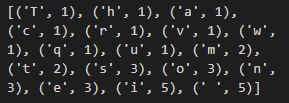 [('T', 1), ('h', 1), ('a', 1),
('c', 1), ('r', 1), ('v', 1), ('w',
1), ('q', 1), ('u', 1), ('m', 2),
('t', 2), ('s', 3), ('o', 3), ('n',
3), ('e', 3), ('i', 5), (' ', 5)]